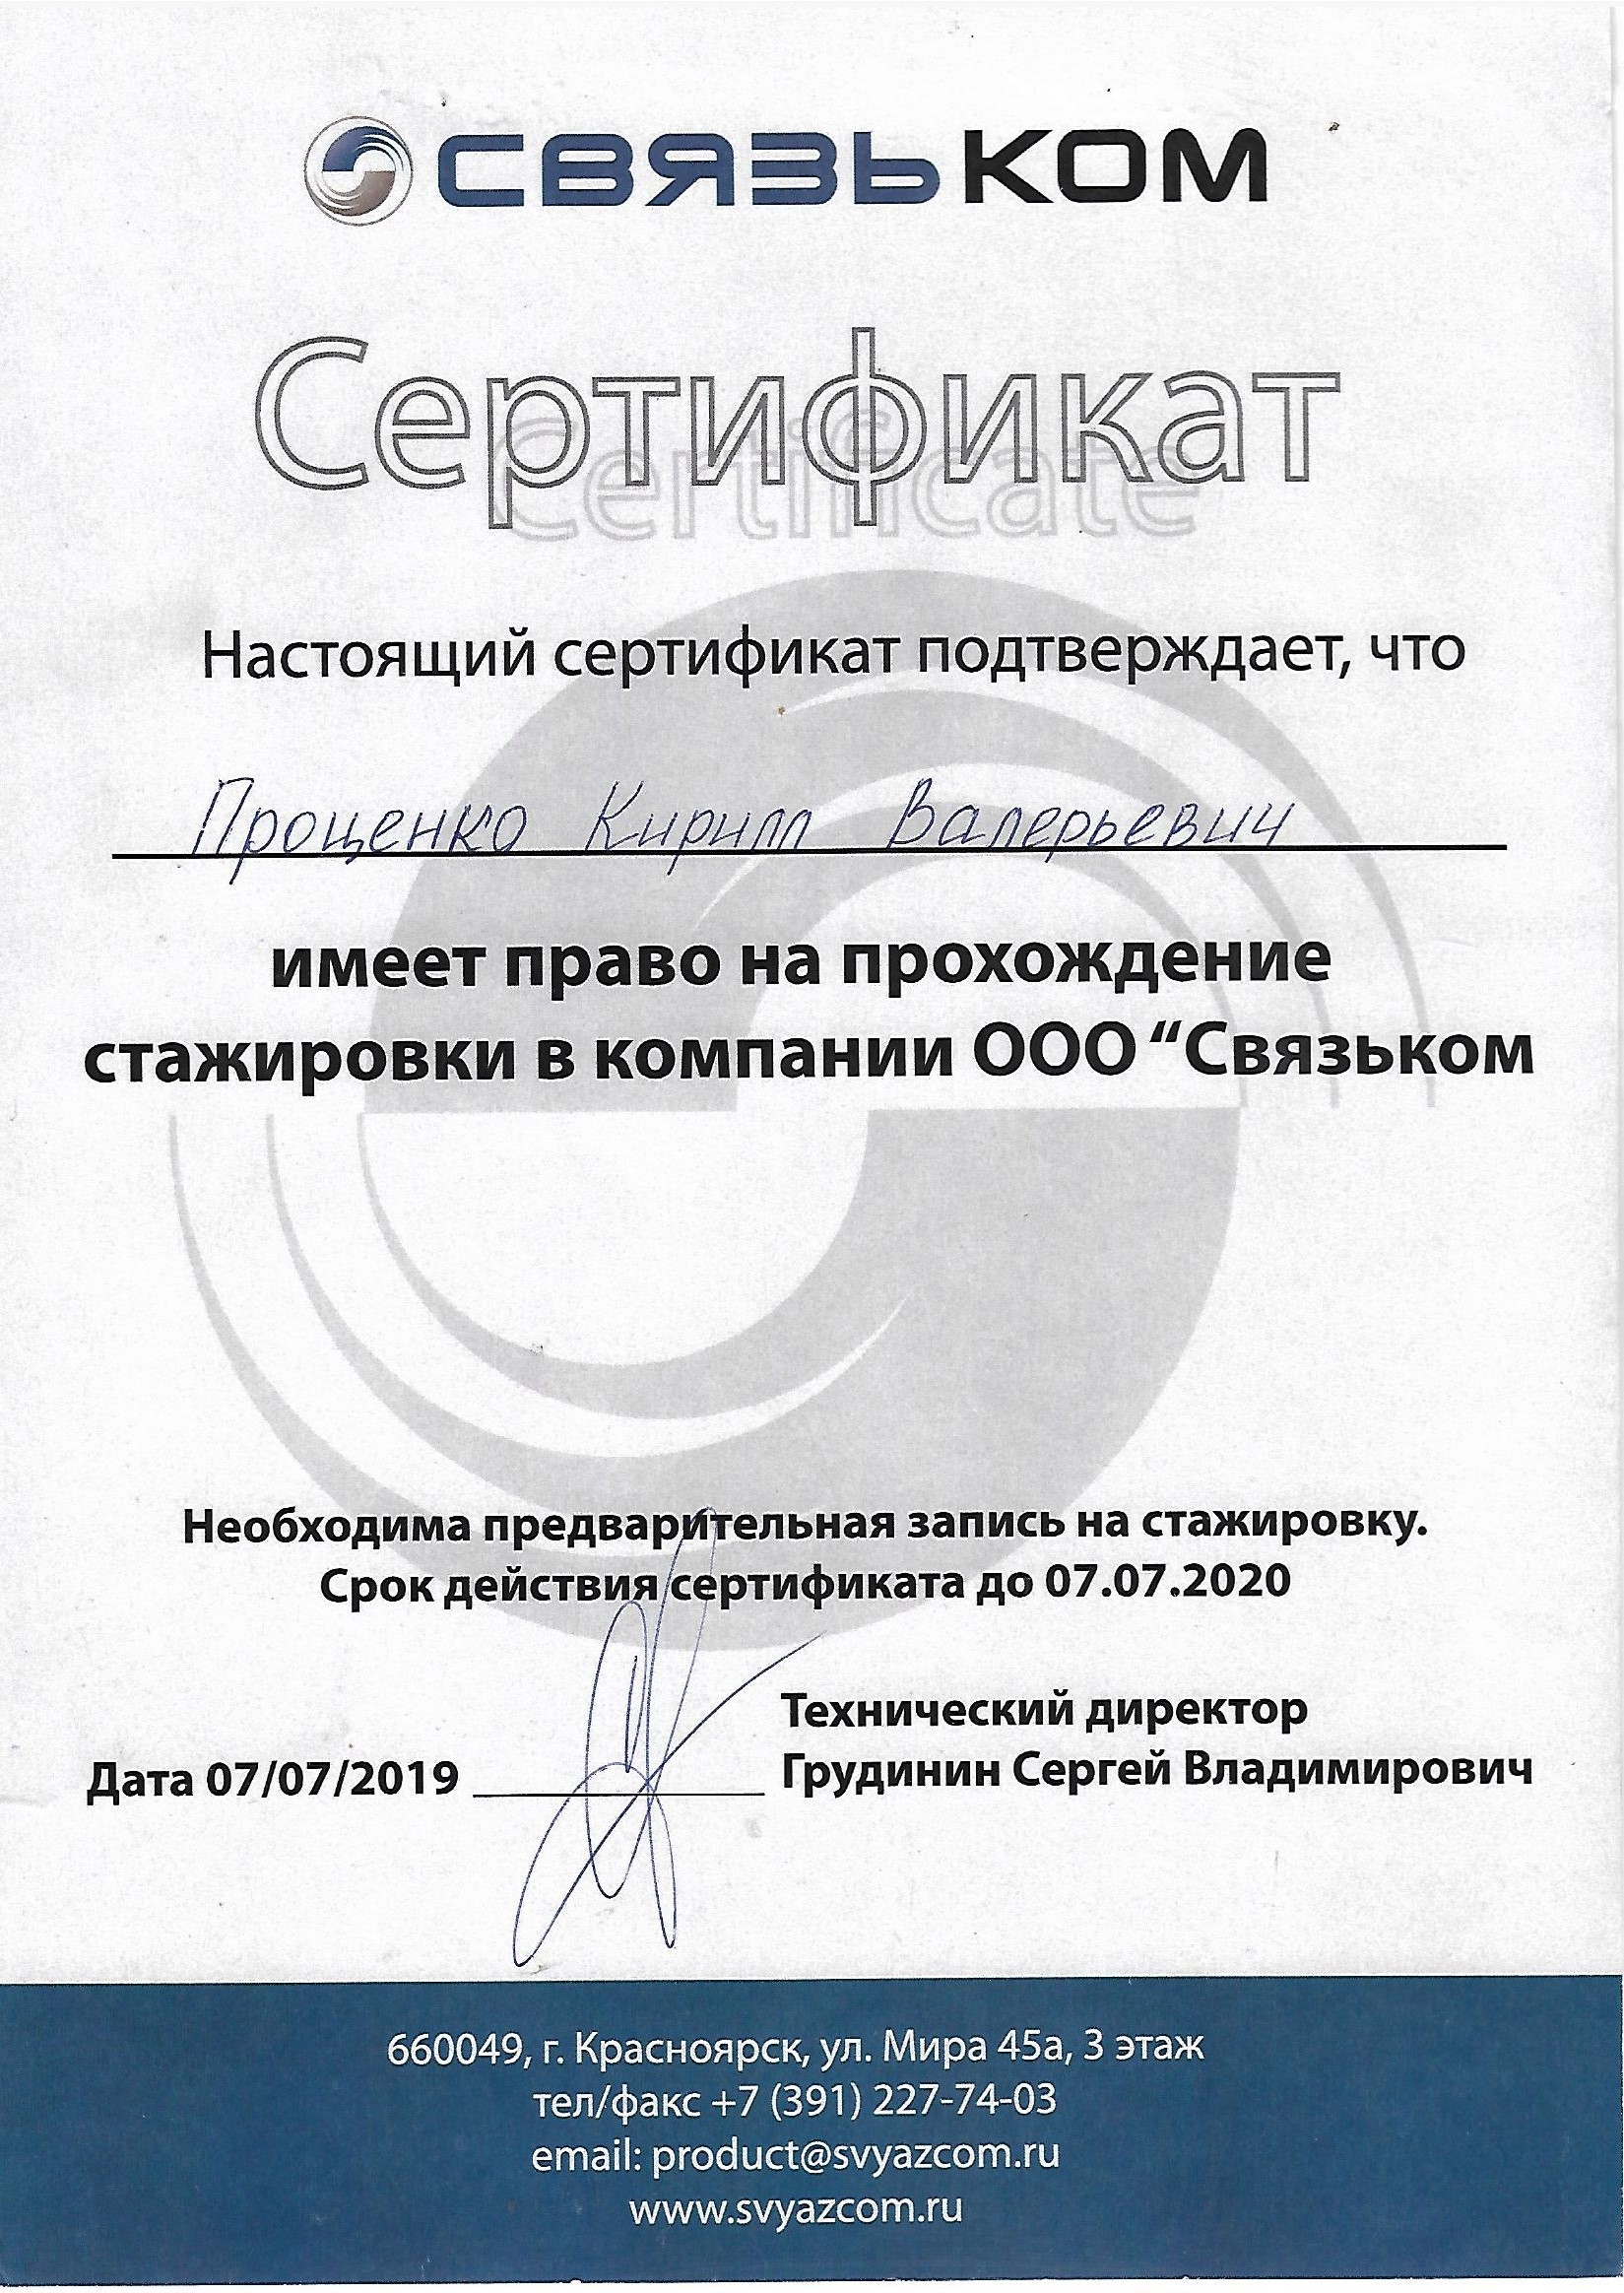 СВЯЗЬКОМ
Сертификат
Certificate
Настоящий сертификат подтверждает, что
Проценко Кирилл Валерьевич
имеет право на прохождение
стажировки в компании ООО “Связьком
Необходима предварительная запись на стажировку.
Срок действия сертификата до 07.07.2020
Технический директор
Дата 07/07/2019 ____________ Грудинин Сергей Владимирович
660049, г. Красноярск, ул. Мира 45а, 3 этаж
тел/факс +7 (391) 227-74-03
email: product@svyazcom.ru
www.svyazcom.ru